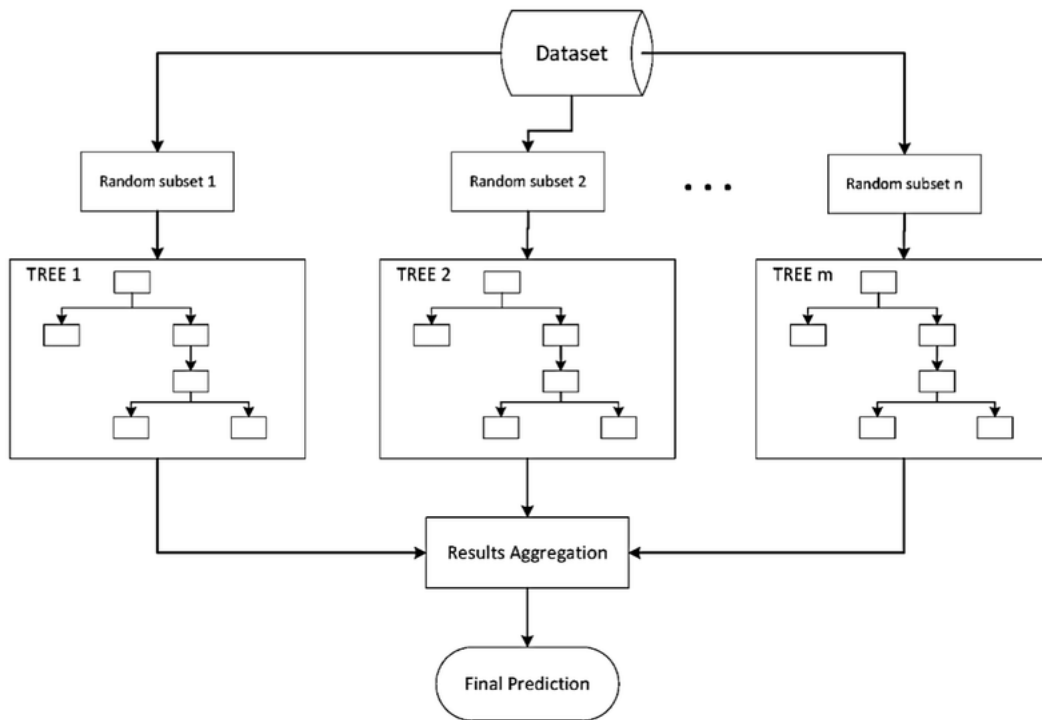 Dataset
Random subset 1
Random subset 2
. . .
Random subset n
TREE 1
TREE 2
TREE m
Results Aggregation
Final Prediction